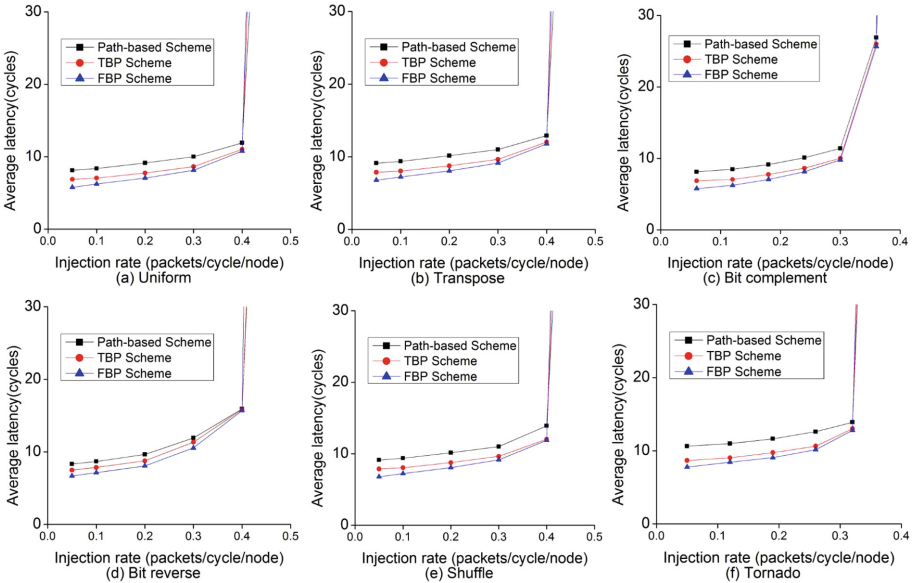 30
20
10
0
Average latency(cycles)
Path-based Scheme
TBP Scheme
FBP Scheme
0.0 0.1 0.2 0.3 0.4 0.5
Injection rate (packets/cycle/node)
(a) Uniform
30
20
10
0
Average latency(cycles)
Path-based Scheme
TBP Scheme
FBP Scheme
0.0 0.1 0.2 0.3 0.4 0.5
Injection rate (packets/cycle/node)
(b) Transpose
30
20
10
0
Average latency(cycles)
Path-based Scheme
TBP Scheme
FBP Scheme
0.0 0.1 0.2 0.3 0.4
Injection rate (packets/cycle/node)
(c) Bit complement
30
20
10
0
Average latency(cycles)
Path-based Scheme
TBP Scheme
FBP Scheme
0.0 0.1 0.2 0.3 0.4 0.5
Injection rate (packets/cycle/node)
(d) Bit reverse
30
20
10
0
Average latency(cycles)
Path-based Scheme
TBP Scheme
FBP Scheme
0.0 0.1 0.2 0.3 0.4 0.5
Injection rate (packets/cycle/node)
(e) Shuffle
30
20
10
0
Average latency(cycles)
Path-based Scheme
TBP Scheme
FBP Scheme
0.0 0.1 0.2 0.3 0.4
Injection rate (packets/cycle/node)
(f) Tornado